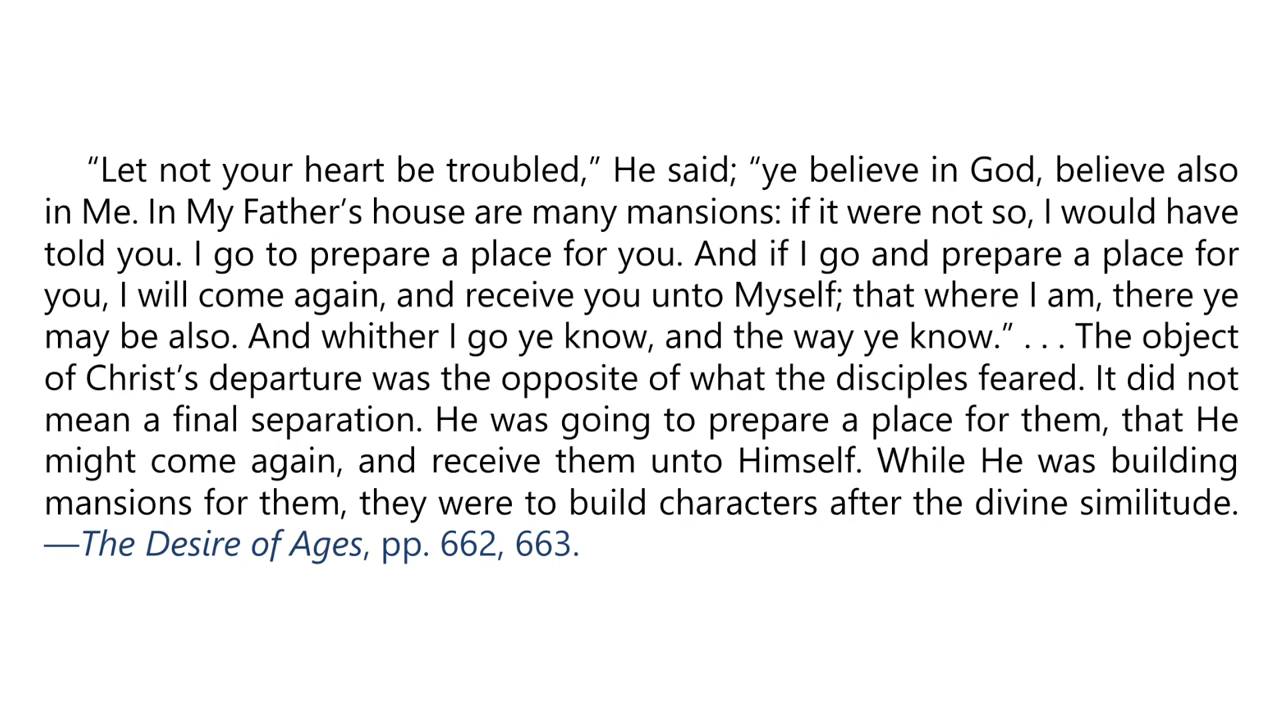 “Let not your heart be troubled,” He said; “ye believe in God, believe also
in Me. In My Father’s house are many mansions: if it were not so, I would have
told you. I go to prepare a place for you. And if I go and prepare a place for
you, I will come again, and receive you unto Myself; that where I am, there ye
may be also. And whither I go ye know, and the way ye know.” . . . The object
of Christ’s departure was the opposite of what the disciples feared. It did not
mean a final separation. He was going to prepare a place for them, that He
might come again, and receive them unto Himself. While He was building
mansions for them, they were to build characters after the divine similitude.
—The Desire of Ages, pp. 662, 663.